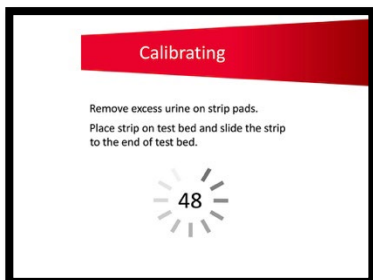 Calibrating
Remove excess urine on strip pads.
Place strip on test bed and slide the strip
to the end of test bed.
48